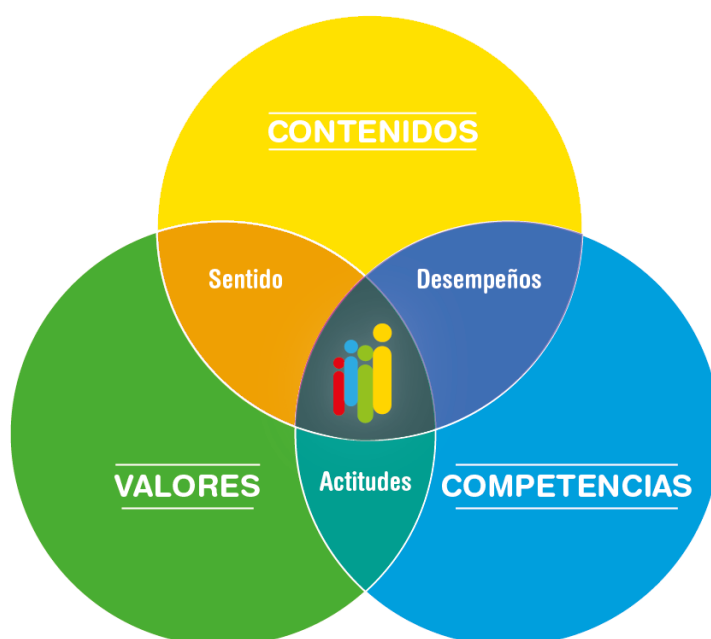 CONTENIDOS
Sentido
Desempeños
VALORES
Actitudes
COMPETENCIAS